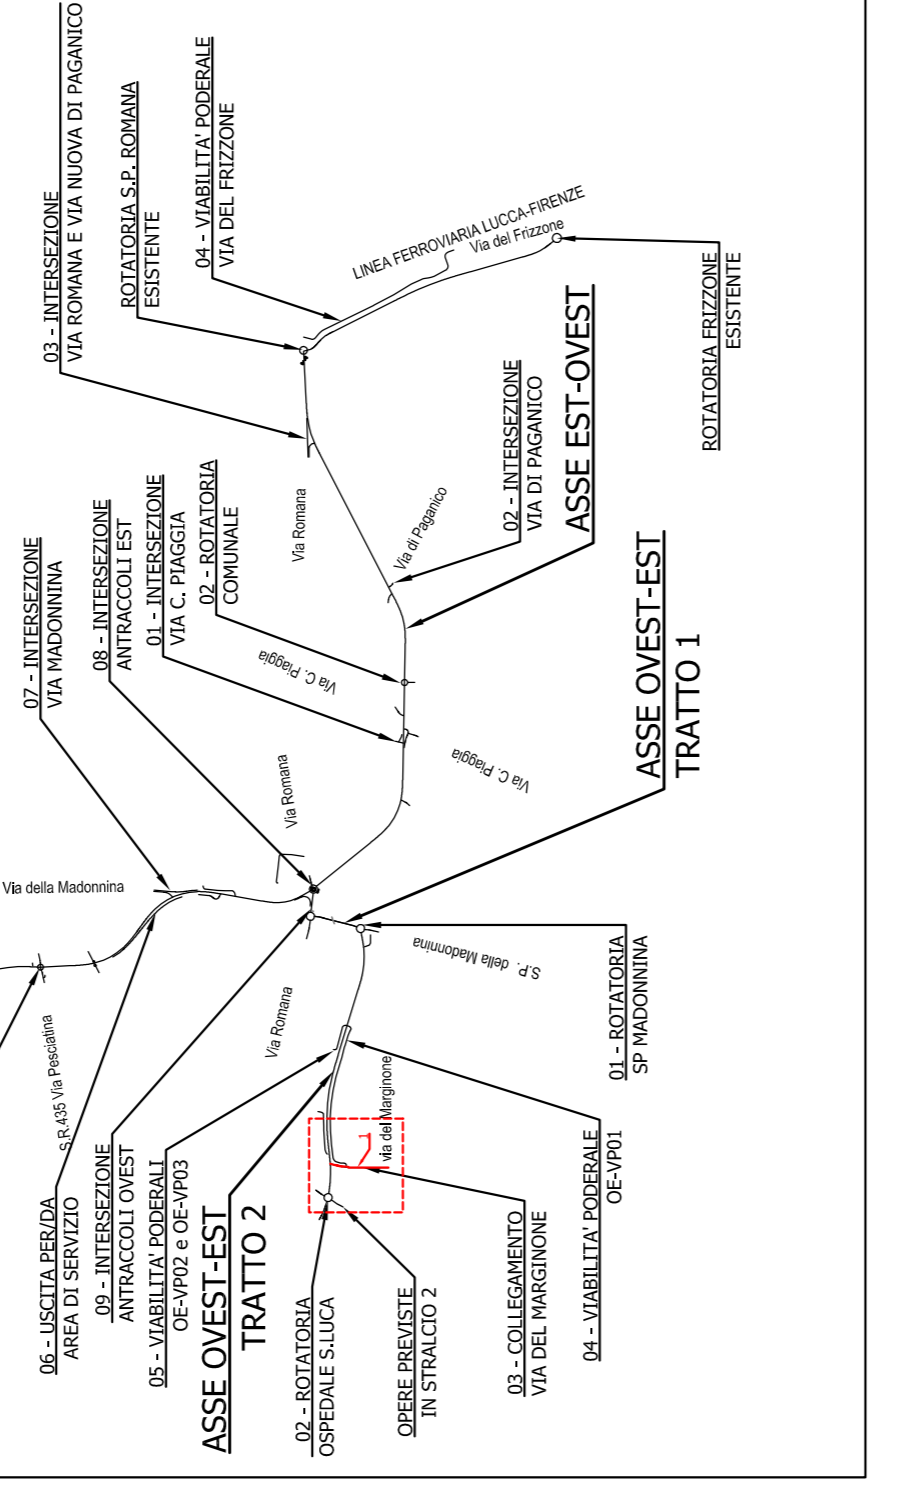 03 - INTERSEZIONE
VIA ROMANA E VIA NUOVA DI PAGANICO
ROTATORIA S.P. ROMANA
ESISTENTE
04 - VIABILITA' PODERALE
VIA DEL FRIZZONE
LINEA FERROVIARIA LUCCA-FIRENZE
Via del Frizzone
ROTATORIA FRIZZONE
ESISTENTE
07 - INTERSEZIONE
VIA MADONNINA
08 - INTERSEZIONE
ANTRACCOLI EST
01 - INTERSEZIONE
VIA C. PIAGGIA
02 - ROTATORIA
COMUNALE
Via Romana
Via di Paganico
02 - INTERSEZIONE
VIA DI PAGANICO
ASSE EST-OVEST
Via C. Piaggia
Via C. Piaggia
ASSE OVEST-EST
TRATTO 1
Via Romana
Via della Madonnina
S.P. della Madonnina
01 - ROTATORIA
SP MADONNINA
S.R.435 Via Pesciatina
Via Romana
via del Marginone
1
06 - USCITA PER/DA
AREA DI SERVIZIO
09 - INTERSEZIONE
ANTRACCOLI OVEST
05 - VIABILITA' PODERALI
OE-VP02 e OE-VP03
ASSE OVEST-EST
TRATTO 2
02 - ROTATORIA
OSPEDALE S.LUCA
OPERE PREVISTE
IN STRALCIO 2
03 - COLLEGAMENTO
VIA DEL MARGINONE
04 - VIABILITA' PODERALE
OE-VP01